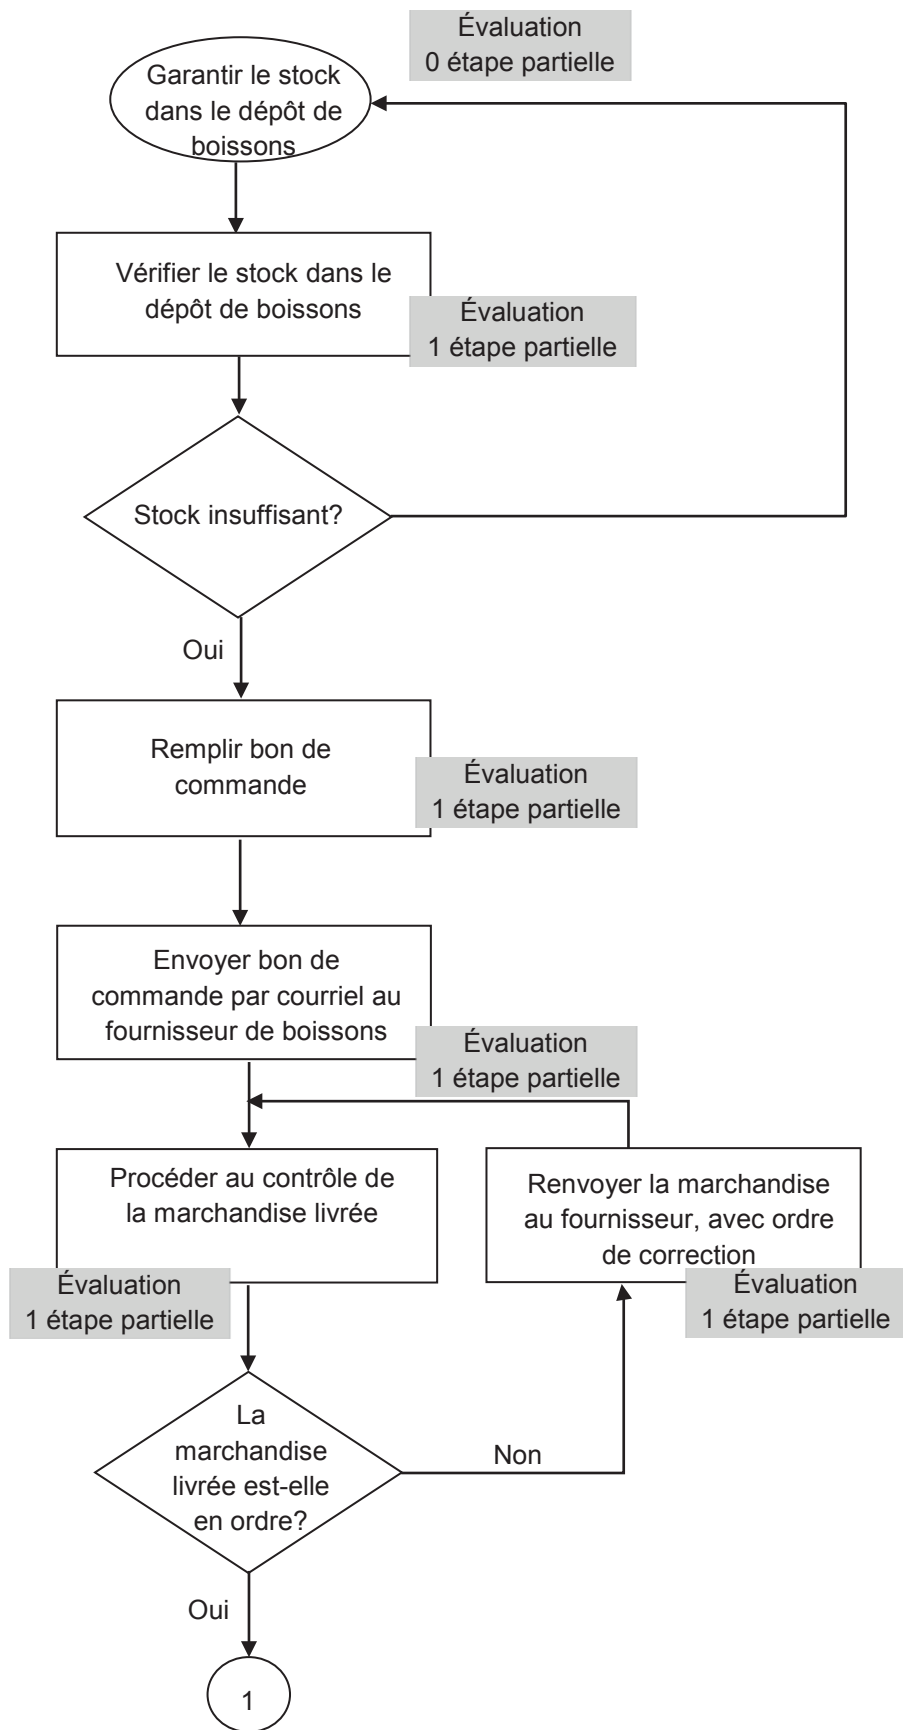 Évaluation
0 étape partielle
Garantir le stock
dans le dépôt de
boissons
Vérifier le stock dans le
dépôt de boissons
Évaluation
1 étape partielle
Stock insuffisant?
Oui
Remplir bon de
commande
Évaluation
1 étape partielle
Envoyer bon de
commande par courriel au
fournisseur de boissons
Évaluation
1 étape partielle
Procéder au contrôle de
la marchandise livrée
Évaluation
1 étape partielle
Renvoyer la marchandise
au fournisseur, avec ordre
de correction
Évaluation
1 étape partielle
La
marchandise
livrée est-elle
en ordre?
Non
Oui
1